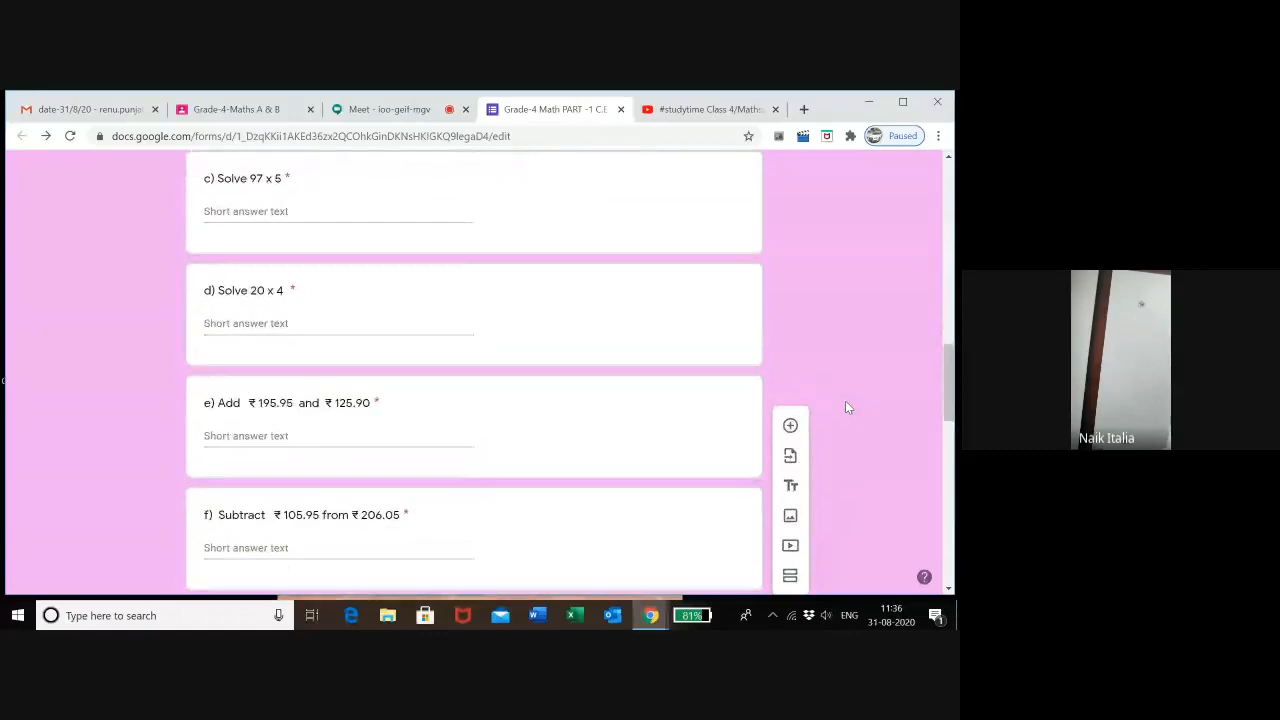 date-31/8/20 - renu.punja
Grade-4-Maths A & B
Meet - ioo-geif-mgv
Grade-4 Math PART -1 C.E
#studytime Class 4/Maths
docs.google.com/forms/d/1_DzqKKii1AKEd36zx2QCOhkGinDKNsHKIGKQ9legaD4/edit
Paused
c) Solve 97 x 5 *
Short answer text
d) Solve 20 x 4 *
Short answer text
e) Add ₹ 195.95 and ₹ 125.90 *
Short answer text
f) Subtract ₹ 105.95 from ₹ 206.05 *
Short answer text
Tт
Naik Italia
Type here to search
81%
ENG
11:36
31-08-2020
1